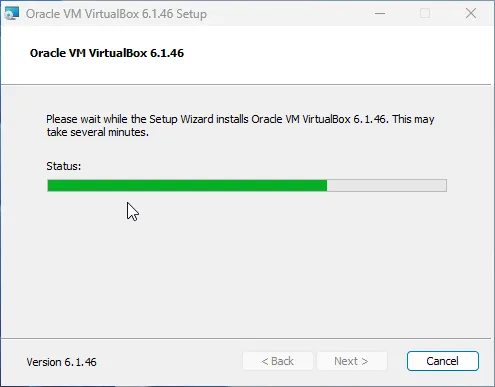 Oracle VM VirtualBox 6.1.46 Setup
Oracle VM VirtualBox 6.1.46
Please wait while the Setup Wizard installs Oracle VM VirtualBox 6.1.46. This may
take several minutes.
Status:
Version 6.1.46
< Back
Next >
Cancel